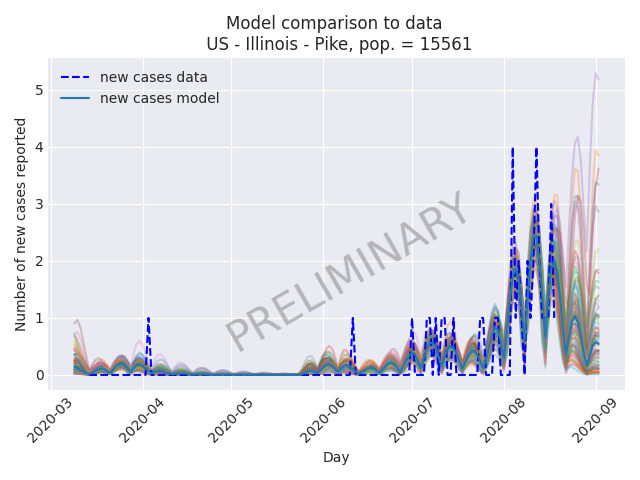 Model comparison to data
US - Illinois - Pike, pop. = 15561
new cases data
new cases model
Number of new cases reported
5
4
3
2
1
0
PRELIMINARY
2020-03
2020-04
2020-05
2020-06
2020-07
2020-08
2020-09
Day